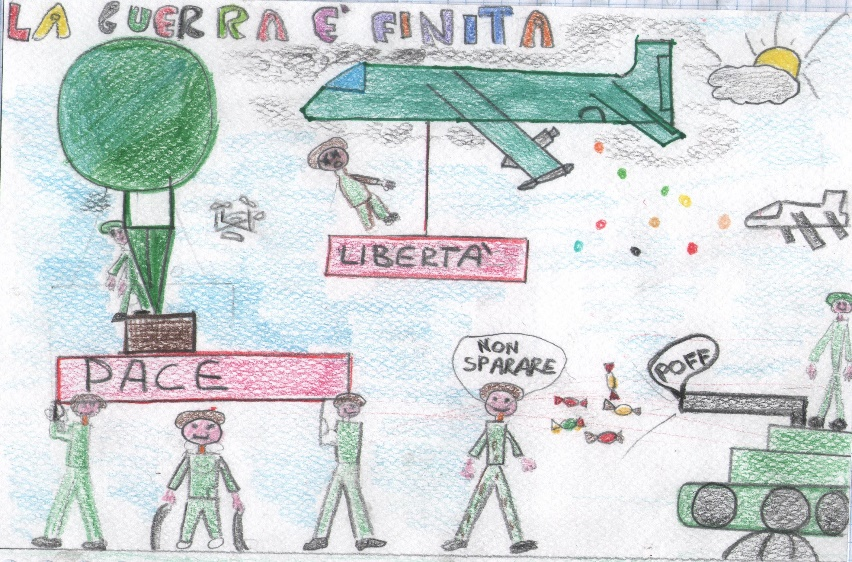 LA GUERRA E' FINITA
LIBERTA'
PACE
NON
SPARARE
POFF